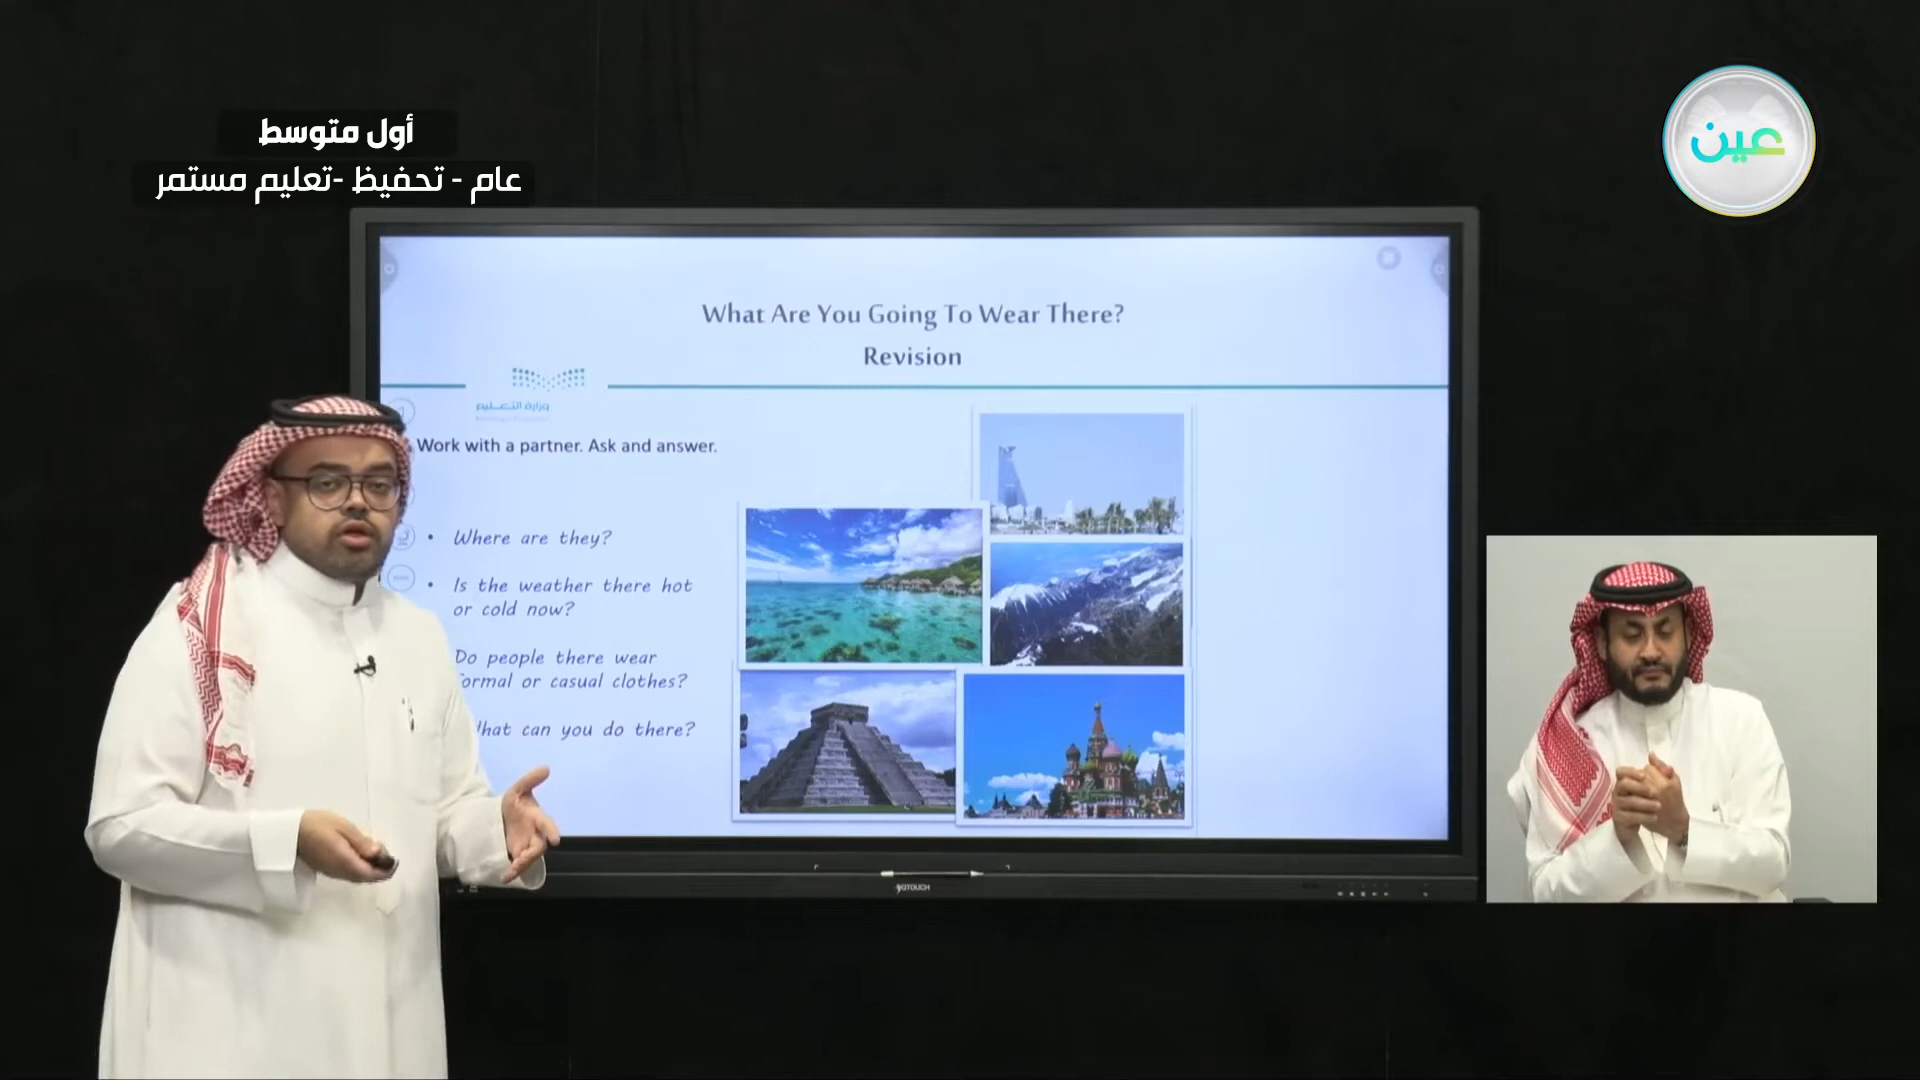 أول متوسط
عام - تحفيظ -تعليم مستمر
عين
What Are You Going To Wear There?
Revision
وزارة التعليم
Work with a partner. Ask and answer.
• Where are they?
• Is the weather there hot
or cold now?
Do people there wear
formal or casual clothes?
What can you do there?